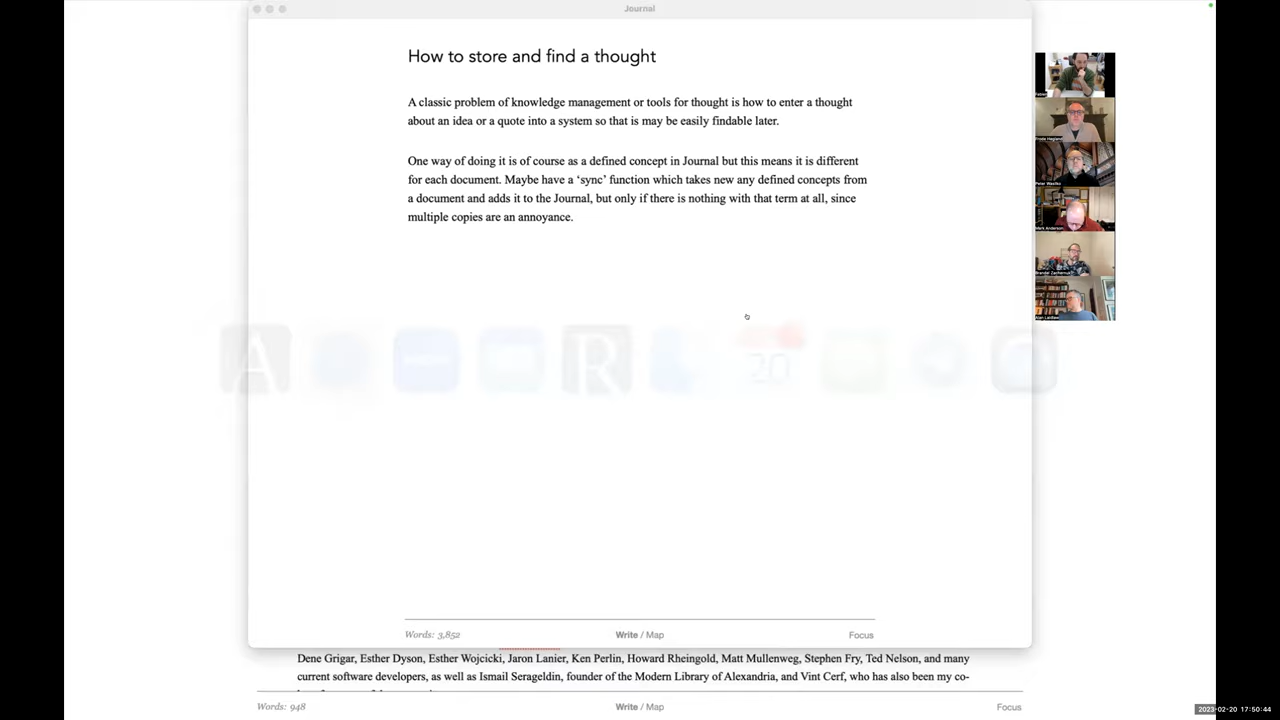 Journal
How to store and find a thought
A classic problem of knowledge management or tools for thought is how to enter a thought
about an idea or a quote into a system so that is may be easily findable later.
One way of doing it is of course as a defined concept in Journal but this means it is different
for each document. Maybe have a ‘sync’ function which takes new any defined concepts from
a document and adds it to the Journal, but only if there is nothing with that term at all, since
multiple copies are an annoyance.
Peter Wasilko
Mark Anderson
A
R
20
Words: 3,852
Write / Map
Focus
Dene Grigar, Esther Dyson, Esther Wojcicki, Jaron Lanier, Ken Perlin, Howard Rheingold, Matt Mullenweg, Stephen Fry, Ted Nelson, and many
current software developers, as well as Ismail Serageldin, founder of the Modern Library of Alexandria, and Vint Cerf, who has also been my co-
Words: 948
Write / Map
Focus
2023-02-20 17:50:44